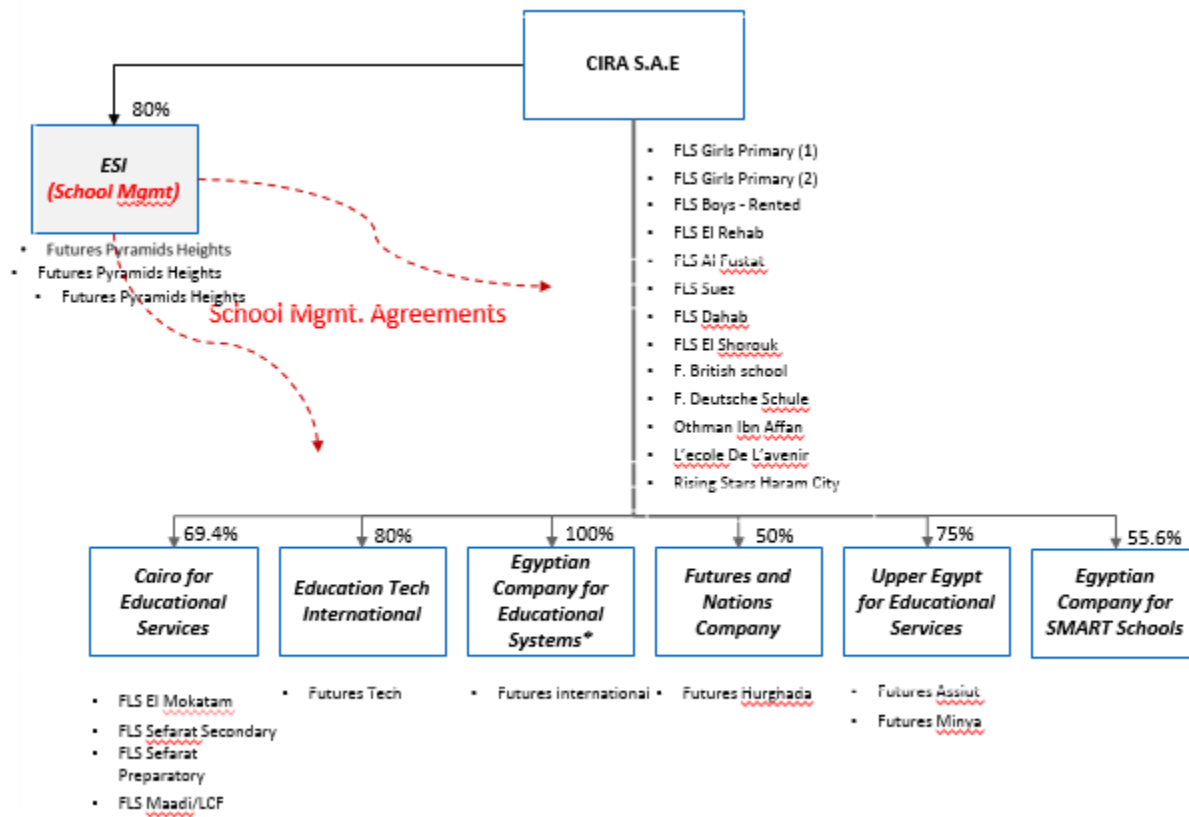 CIRA S.A.E
80%
ESI
(School Mgmt)
Futures Pyramids Heights
Futures Pyramids Heights
Futures Pyramids Heights
School Mgmt. Agreements
FLS Girls Primary (1)
FLS Girls Primary (2)
FLS Boys - Rented
FLS El Rehab
FLS Al Fustat
FLS Suez
FLS Dahab
FLS El Shorouk
F. British school
F. Deutsche Schule
Othman Ibn Affan
L'ecole De L'avenir
Rising Stars Haram City
69.4%
80%
100%
50%
75%
55.6%
Cairo for
Educational
Services
Education Tech
International
Egyptian
Company for
Educational
Systems*
Futures and
Nations
Company
Upper Egypt
for Educational
Services
Egyptian
Company for
SMART Schools
FLS El Mokatam
FLS Sefarat Secondary
FLS Sefarat
Preparatory
FLS Maadi/LCF
Futures Tech
Futures international
Futures Hurghada
Futures Assiut
Futures Minya